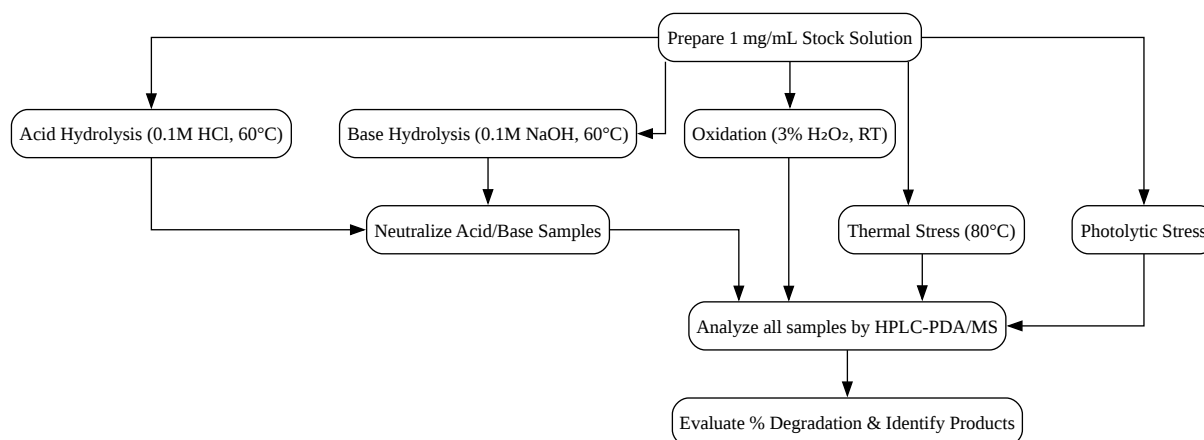 Prepare 1 mg/mL Stock Solution
Acid Hydrolysis (0.1M HCl, 60°C)
Base Hydrolysis (0.1M NaOH, 60°C)
Oxidation (3% H₂O₂, RT)
Neutralize Acid/Base Samples
Thermal Stress (80°C)
Photolytic Stress
Analyze all samples by HPLC-PDA/MS
Evaluate % Degradation & Identify Products